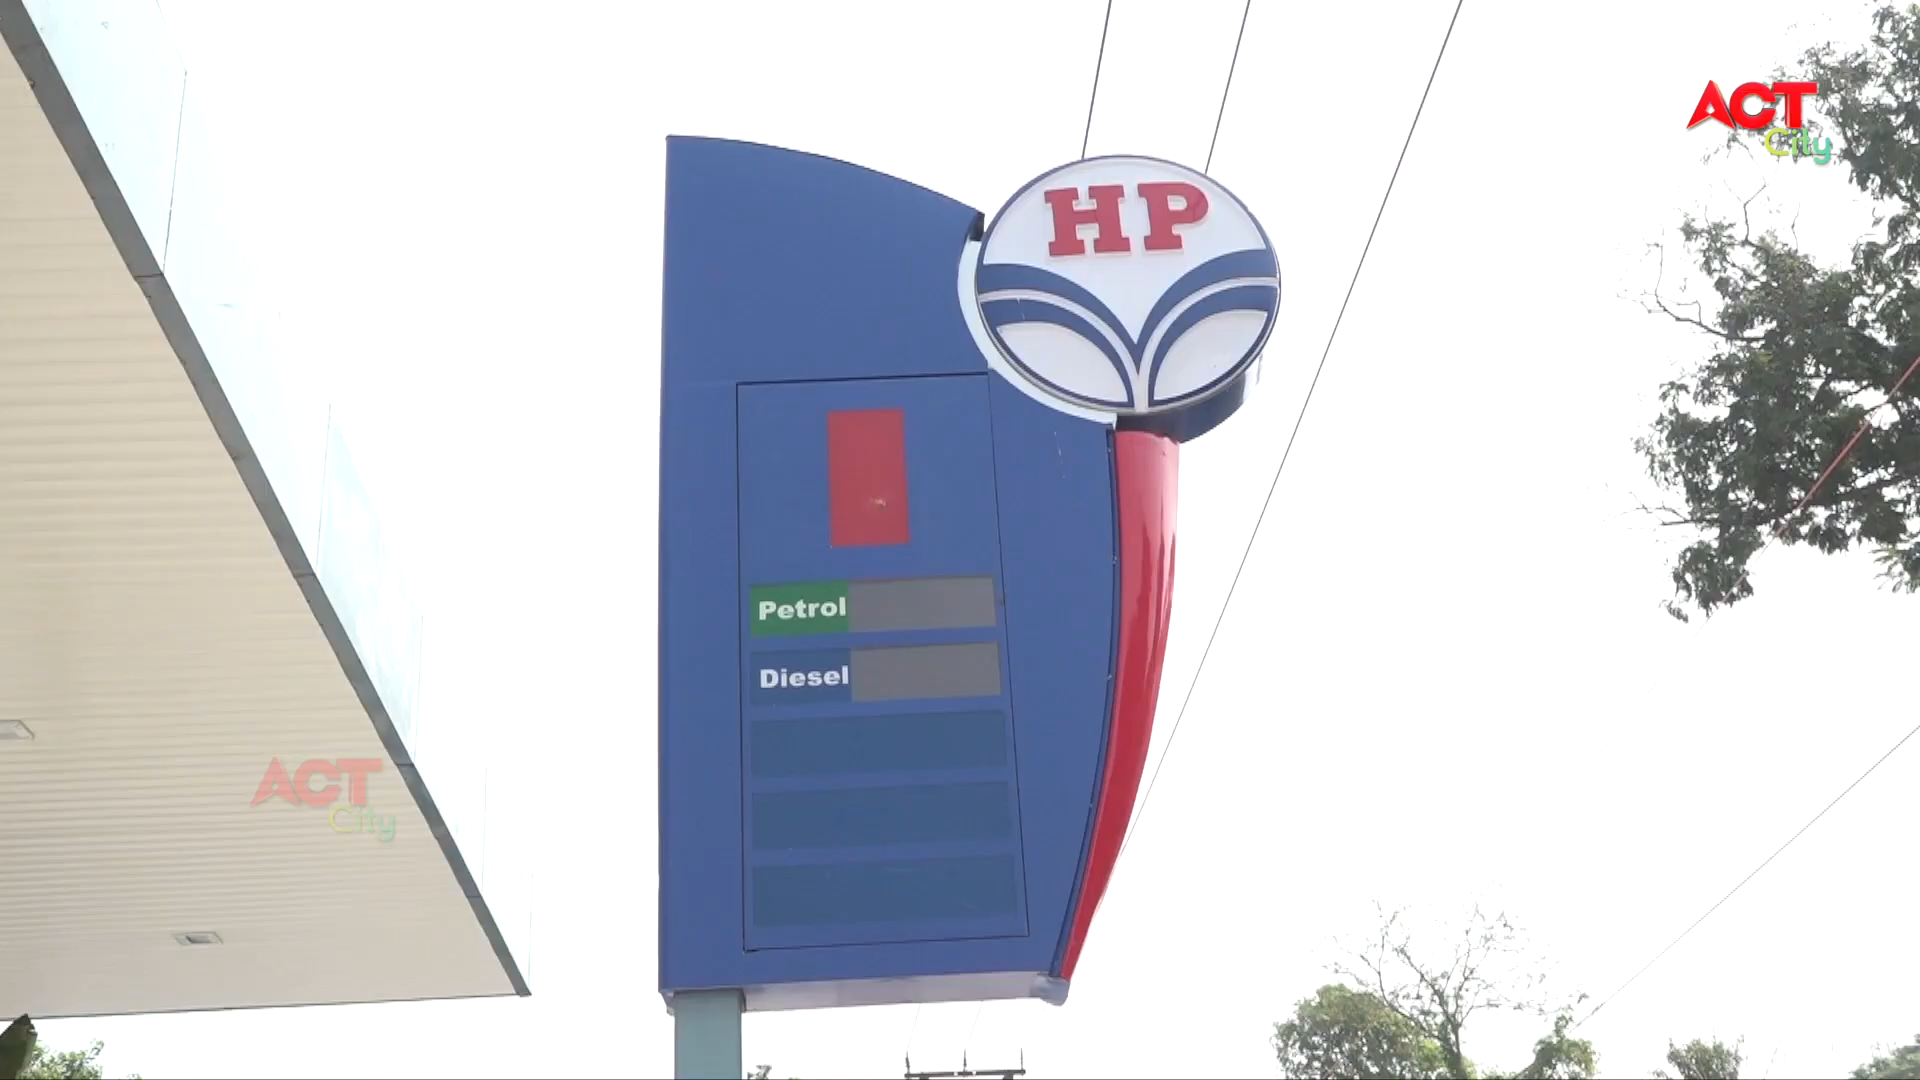 ACT
City
HP
Petrol
Diesel
ACT
City